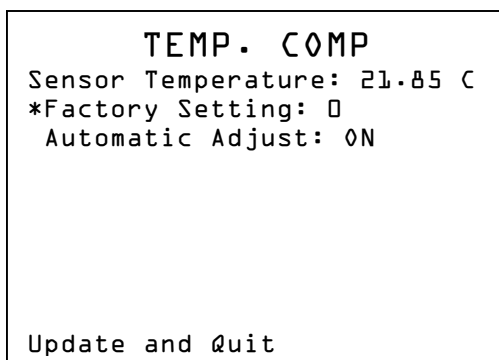 TEMP. COMP
Sensor Temperature: 21.85 C
*Factory Setting: 0
Automatic Adjust: ON
Update and Quit